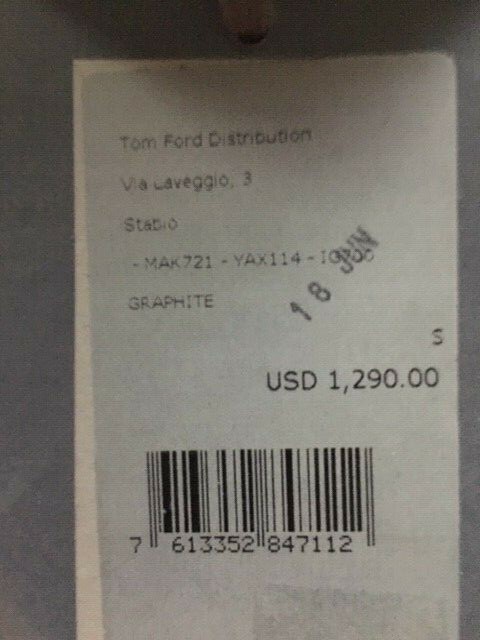 Tom Ford Distribution
Via Laveggio, 3
Stabio
- MAK721 - YAX114 -
GRAPHITE
18 JUN
S
USD 1,290.00
7 613352 847112